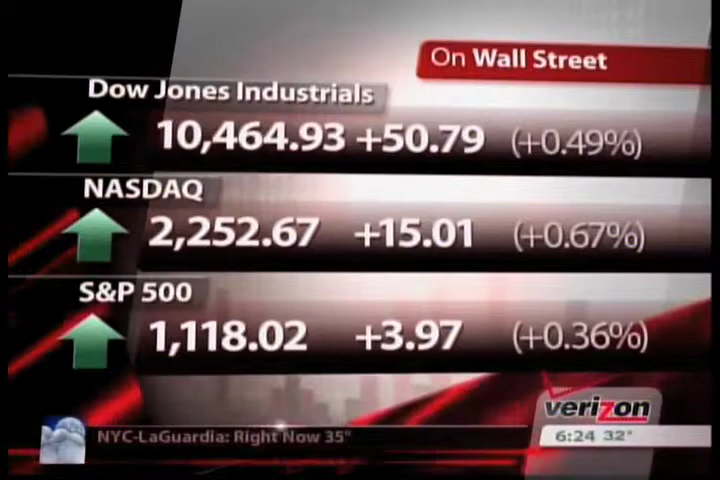 On Wall Street
Dow Jones Industrials
10,464.93 +50.79 (+0.49%)
NASDAQ
2,252.67 +15.01 (+0.67%)
S&P 500
1,118.02 +3.97 (+0.36%)
verizon
NYC-LaGuardia: Right Now 35°
6:24 32°